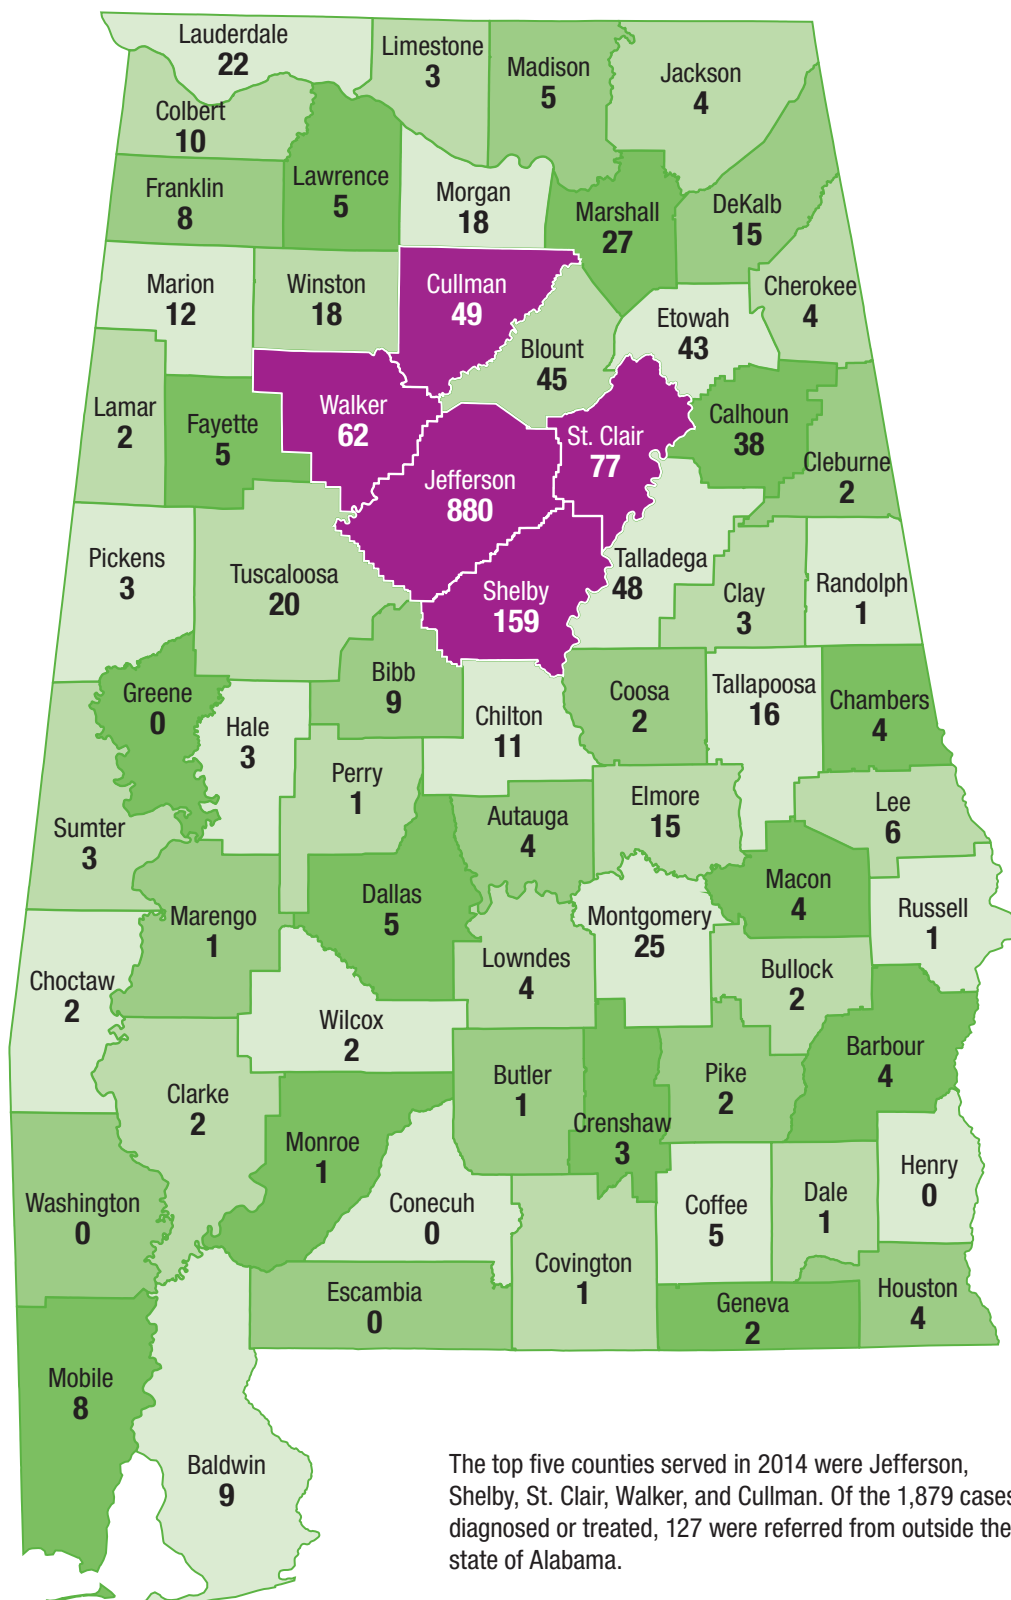 Lauderdale
22
Limestone
3
Madison
5
Jackson
4
Colbert
10
Lawrence
5
Franklin
8
Morgan
18
Marshall
27
DeKalb
15
Marion
12
Winston
18
Cullman
49
Cherokee
4
Etowah
43
Blount
45
Lamar
2
Fayette
5
Walker
62
St. Clair
77
Calhoun
38
Cleburne
2
Jefferson
880
Pickens
3
Tuscaloosa
20
Talladega
48
Shelby
159
Clay
3
Randolph
1
Greene
0
Hale
3
Bibb
9
Chilton
11
Coosa
2
Tallapoosa
16
Chambers
4
Perry
1
Sumter
3
Autauga
4
Elmore
15
Lee
6
Marengo
1
Dallas
5
Macon
4
Montgomery
25
Russell
1
Choctaw
2
Lowndes
4
Bullock
2
Wilcox
2
Barbour
4
Clarke
2
Butler
1
Pike
2
Crenshaw
3
Monroe
1
Washington
0
Conecuh
0
Coffee
5
Dale
1
Henry
0
Covington
1
Escambia
0
Geneva
2
Houston
4
Mobile
8
Baldwin
9
The top five counties served in 2014 were Jefferson,
Shelby, St. Clair, Walker, and Cullman. Of the 1,879 cases
diagnosed or treated, 127 were referred from outside the
state of Alabama.